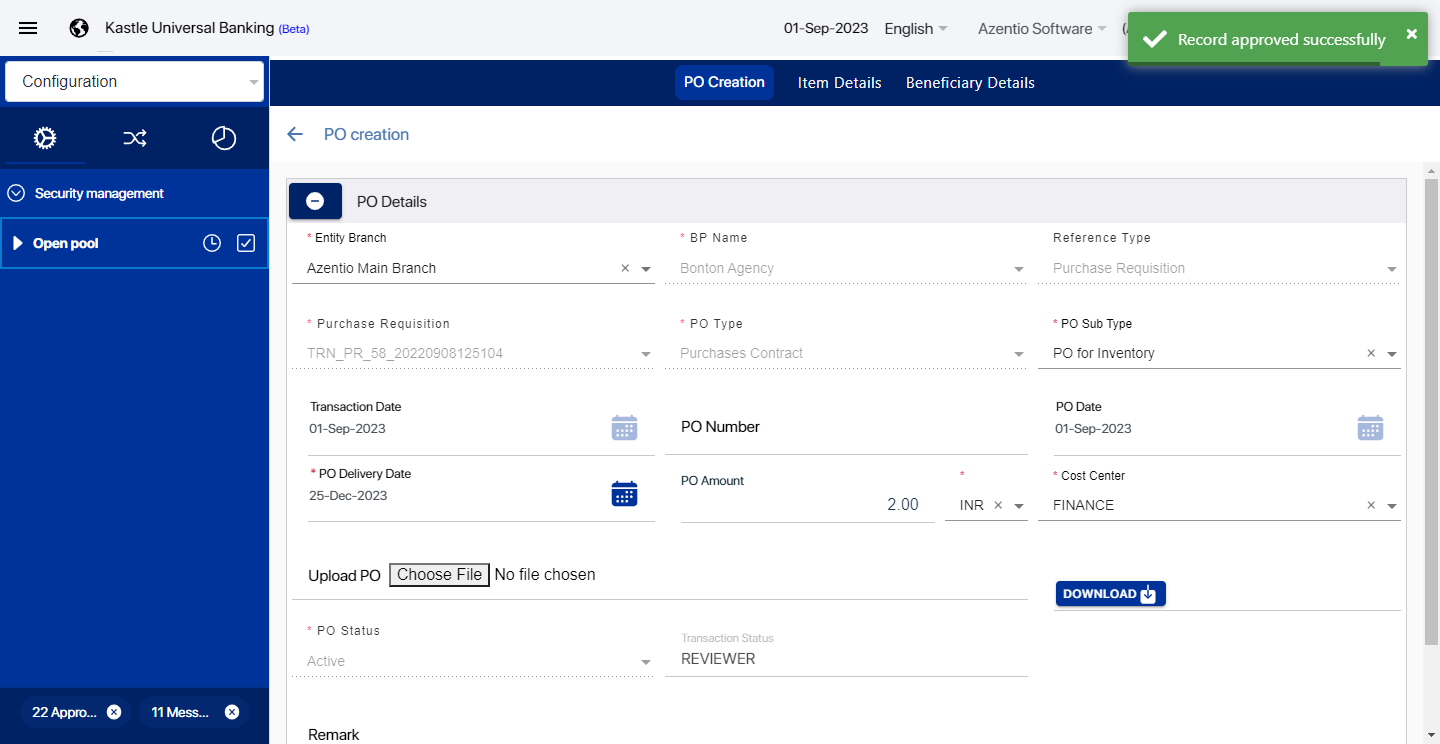 Kastle Universal Banking (Beta)
01-Sep-2023
English
Azentio Software
Record approved successfully
Configuration
PO Creation
Item Details
Beneficiary Details
PO creation
Security management
Open pool
PO Details
* Entity Branch
* BP Name
Reference Type
Azentio Main Branch
Bonton Agency
Purchase Requisition
* Purchase Requisition
* PO Type
* PO Sub Type
TRN_PR_58_20220908125104
Purchases Contract
PO for Inventory
Transaction Date
PO Number
PO Date
01-Sep-2023
01-Sep-2023
* PO Delivery Date
PO Amount
*
* Cost Center
25-Dec-2023
2.00
INR
FINANCE
Upload PO
Choose File No file chosen
DOWNLOAD
* PO Status
Transaction Status
Active
REVIEWER
22 Appro...
11 Mess...
Remark